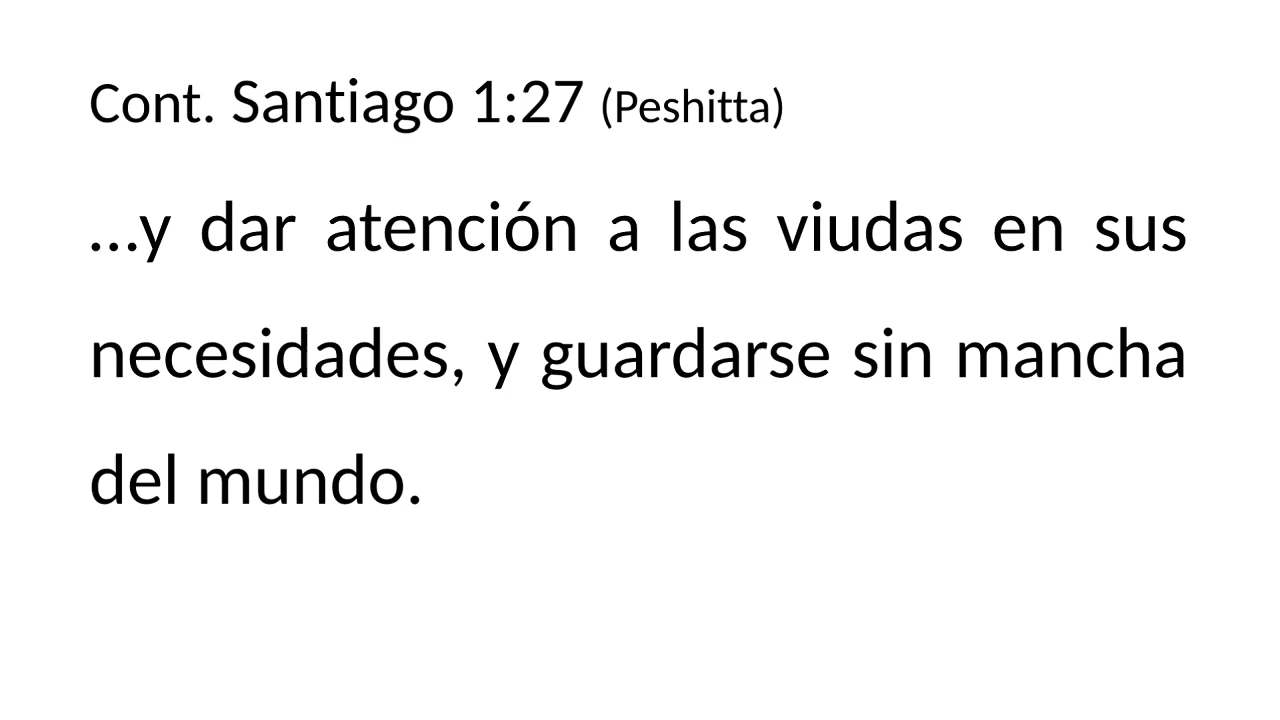 Cont. Santiago 1:27 (Peshitta)
…y dar atención a las viudas en sus
necesidades, y guardarse sin mancha
del mundo.